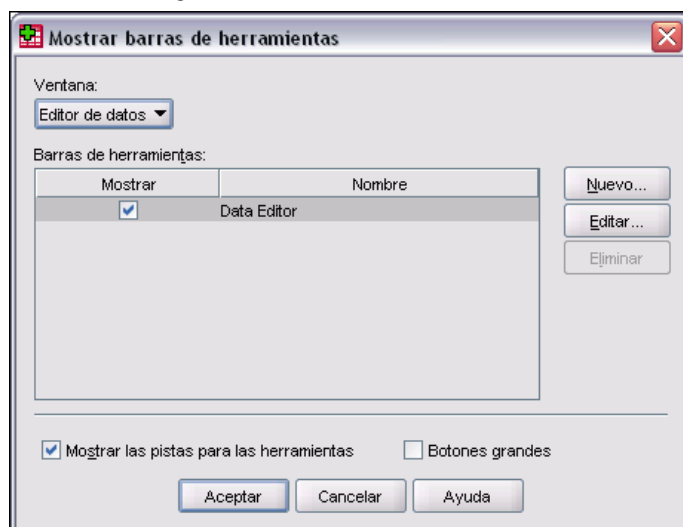 Mostrar barras de herramientas
Ventana:
Editor de datos
Barras de herramientas:
Mostrar Nombre
Data Editor
Nuevo...
Editar...
Eliminar
Mostrar las pistas para las herramientas Botones grandes
Aceptar Cancelar Ayuda